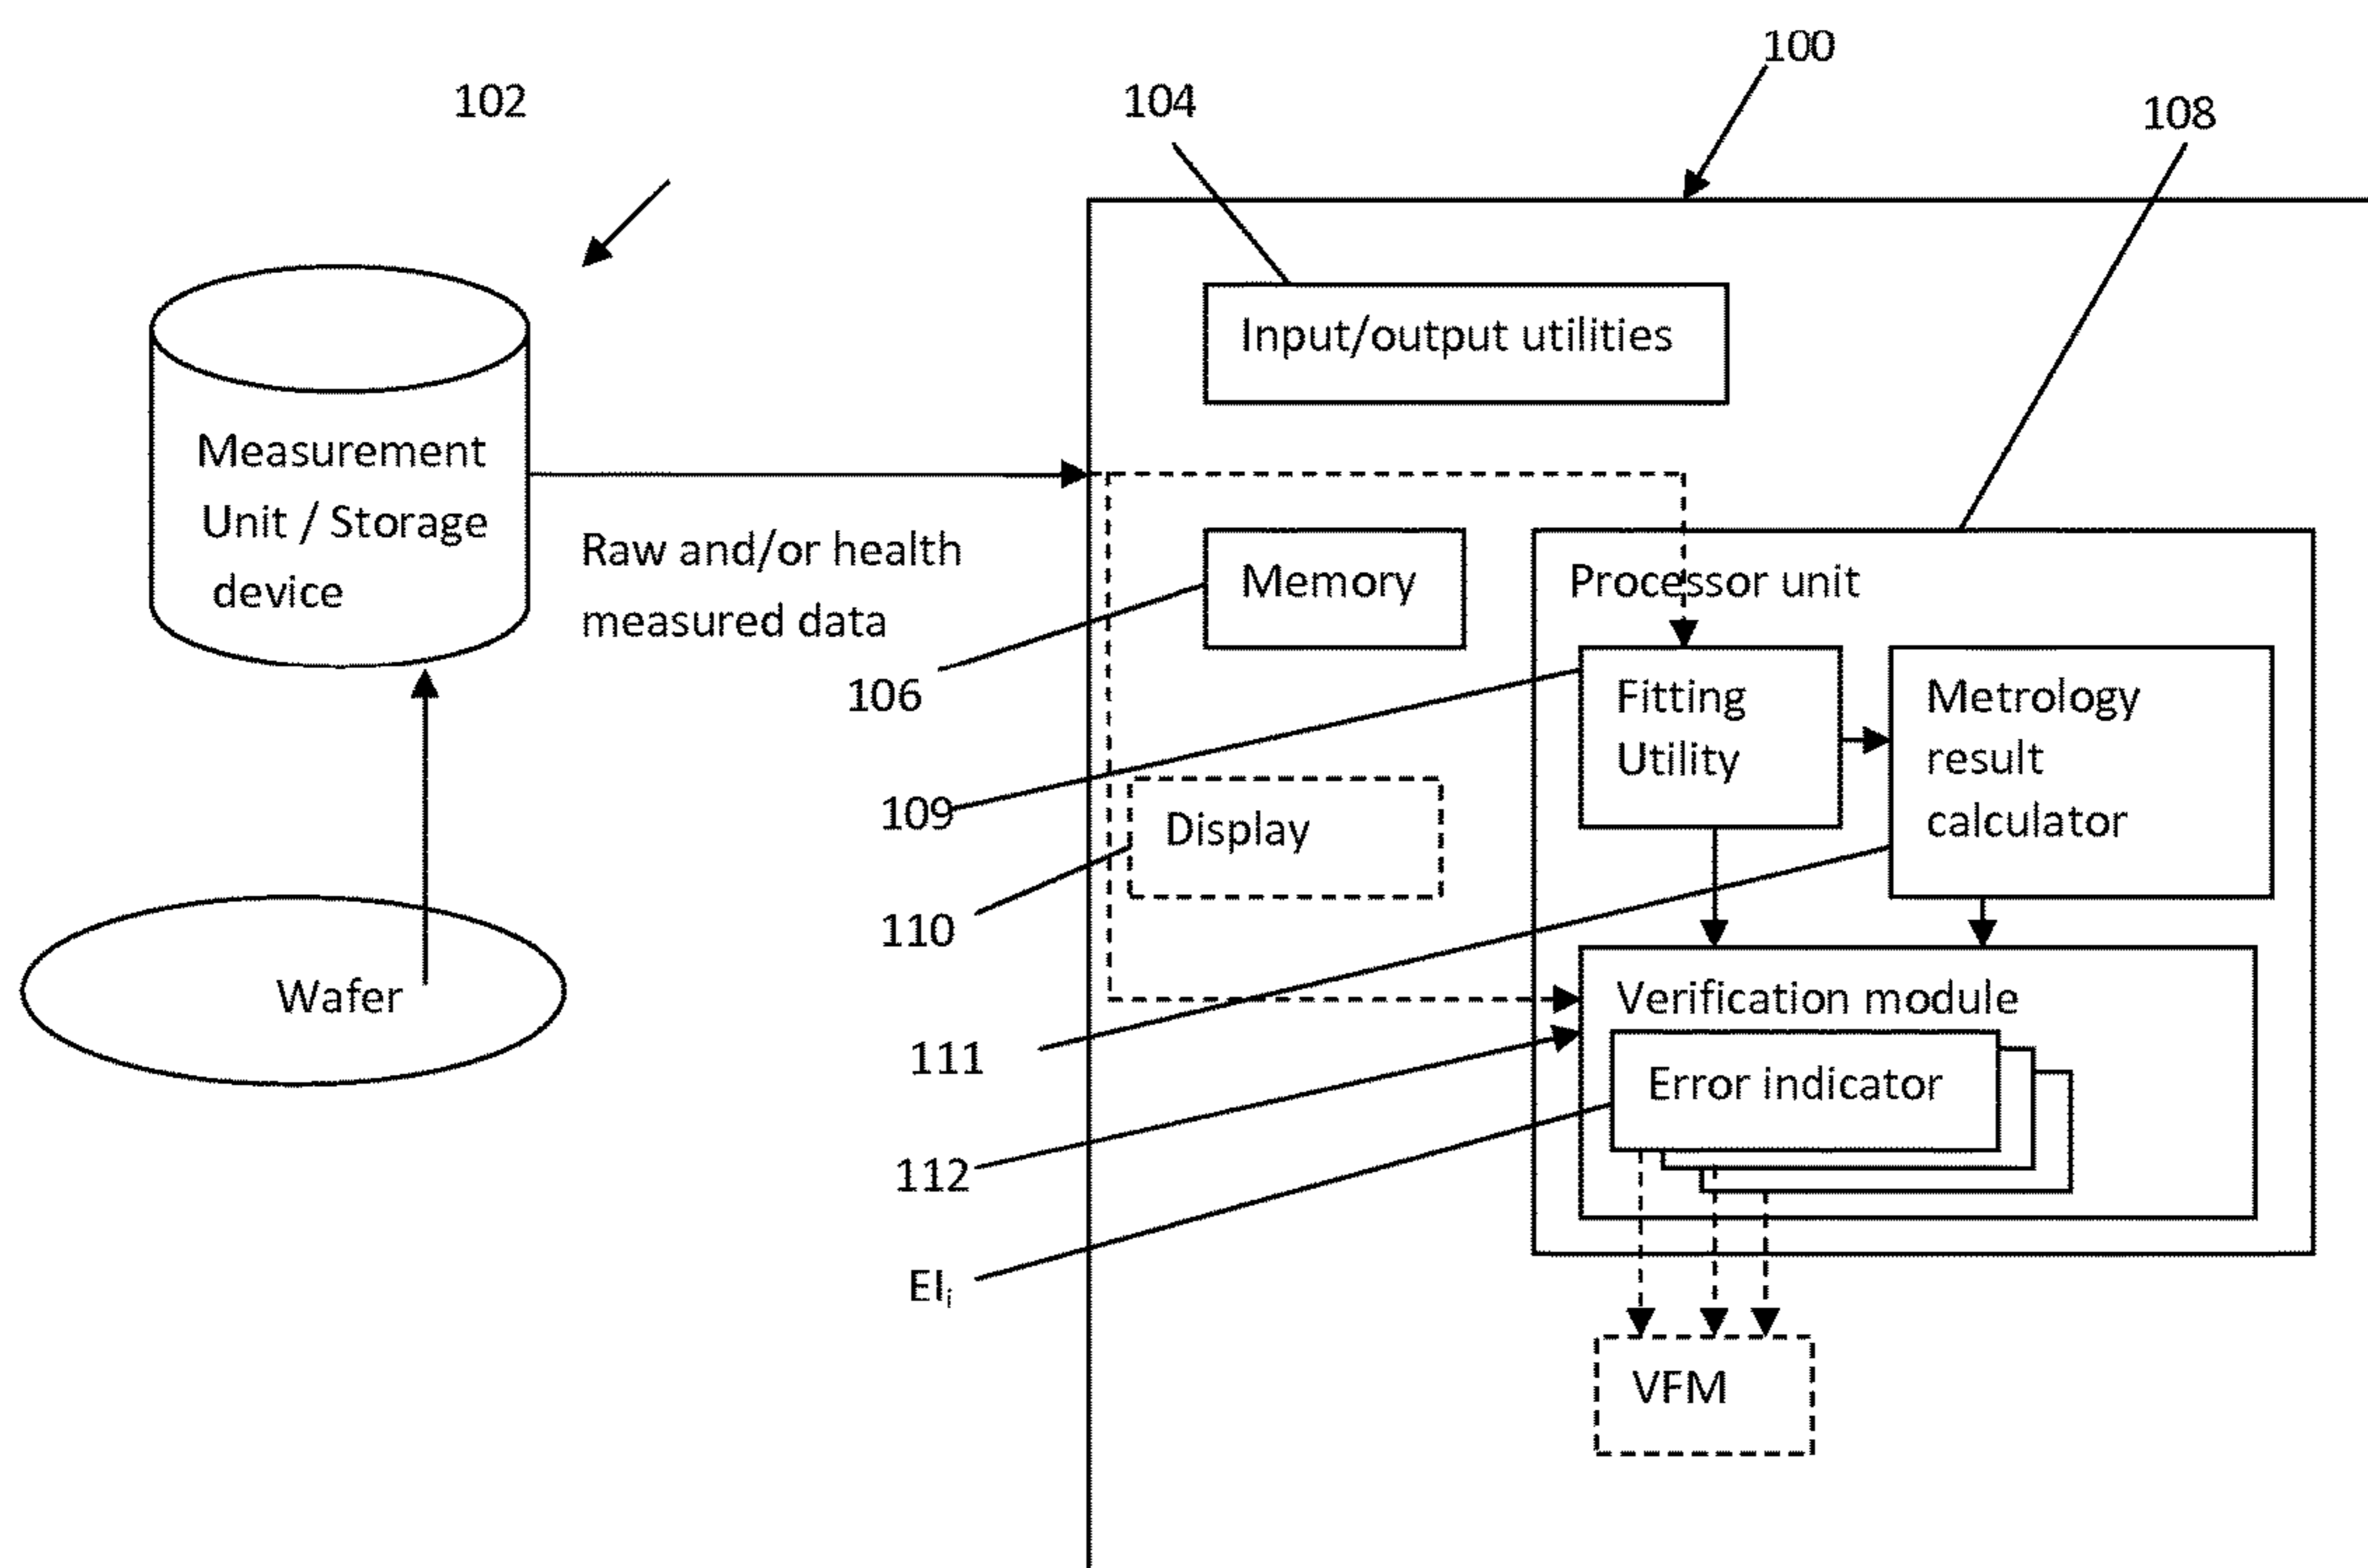 100
102
104
108
Input/output utilities
Measurement
Unit / Storage
device
Raw and/or health
measured data
Memory
Processor unit
106
Fitting
Utility
Metrology
result
calculator
109
Display
110
Wafer
Verification module
111
Error indicator
112
EIi
VFM